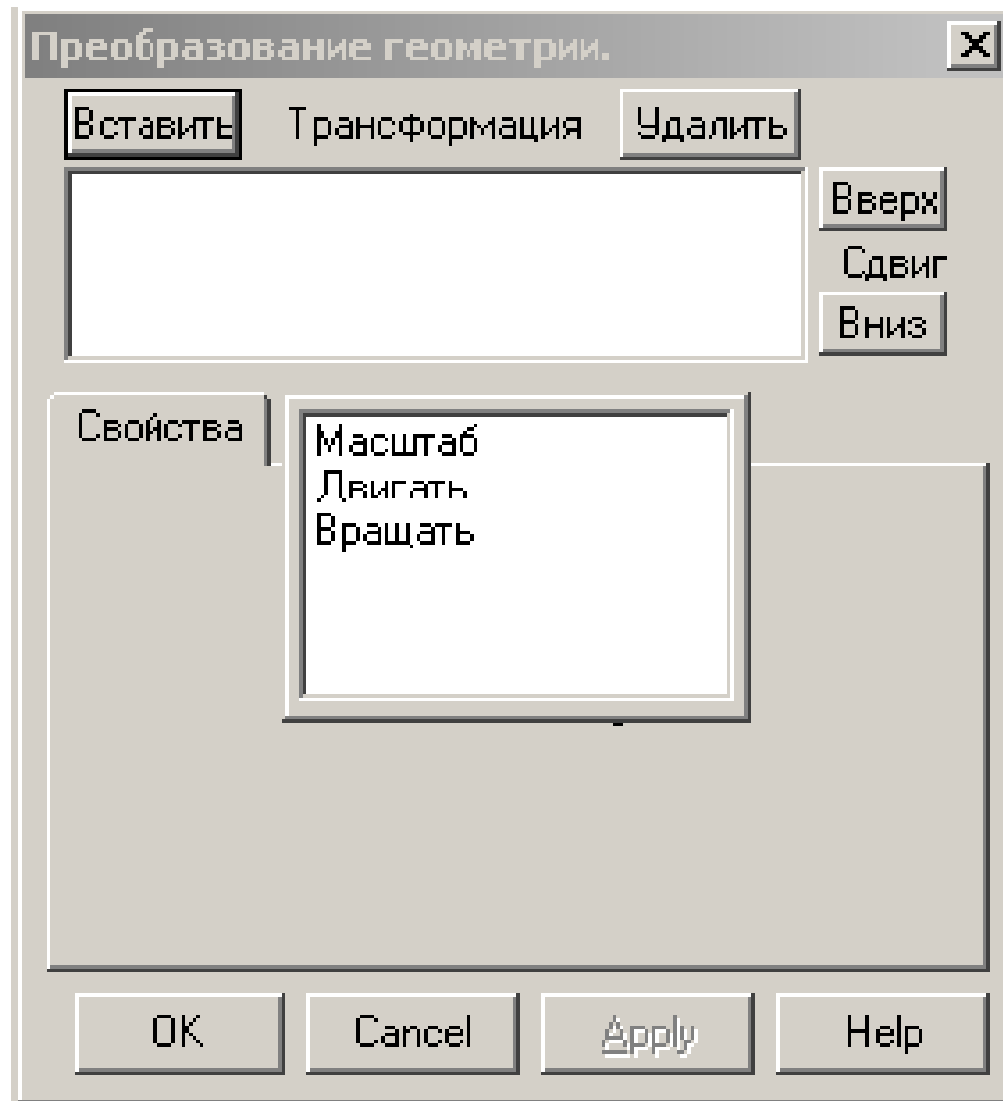 Преобразование геометрии.
Вставить Трансформация Удалить
Вверх
Сдвиг
Вниз
Свойства
Масштаб
Двигать
Вращать
OK Cancel Apply Help